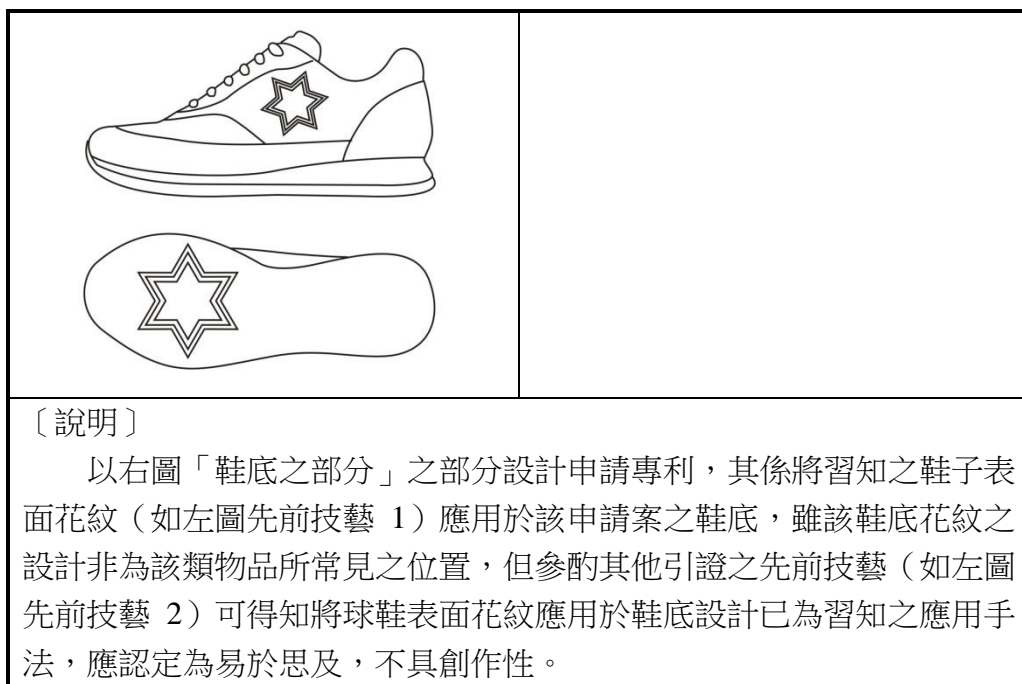 〔說明〕
以右圖「鞋底之部分」之部分設計申請專利，其係將習知之鞋子表
面花紋（如左圖先前技藝 1）應用於該申請案之鞋底，雖該鞋底花紋之
設計非為該類物品所常見之位置，但參酌其他引證之先前技藝（如左圖
先前技藝 2）可得知將球鞋表面花紋應用於鞋底設計已為習知之應用手
法，應認定為易於思及，不具創作性。